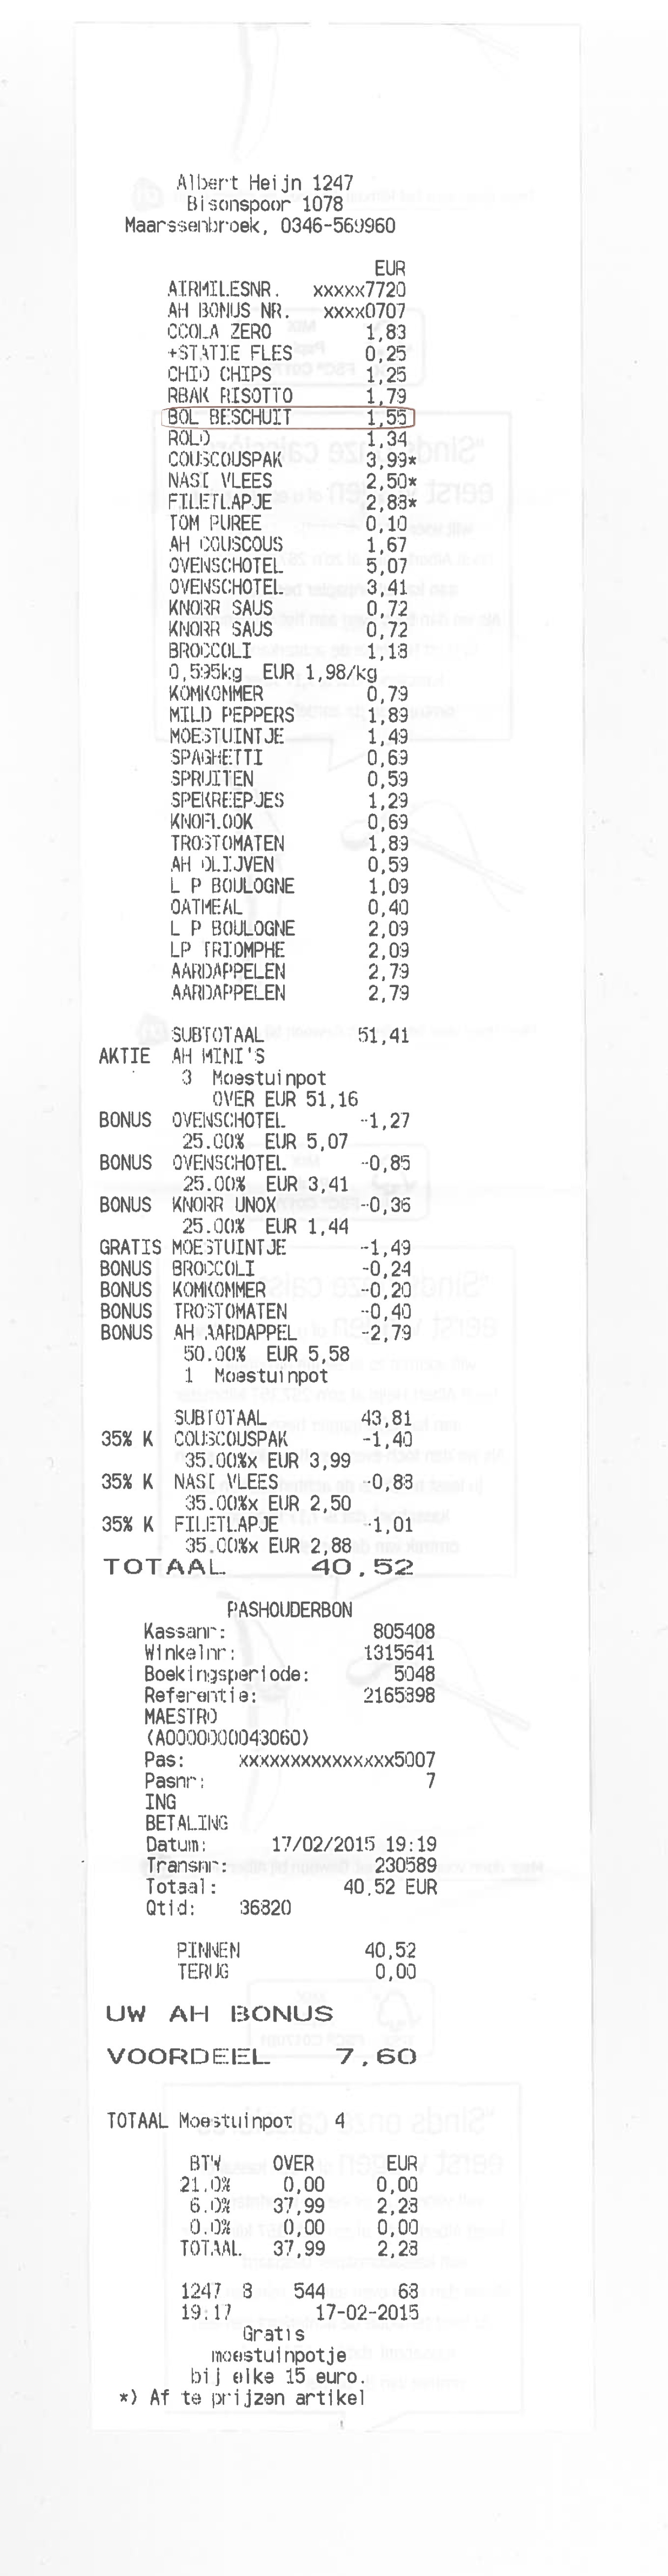 Albert Heijn 1247
Bisonspoor 1078
Maarssenbroek, 0346-569960
EUR
AIRMILESNR. xxxxx7720
AH BONUS NR. xxxx0707
CCOLA ZERO 1,83
+STATIE FLES 0,25
CHIO CHIPS 1,25
RBAK RISOTTO 1,79
BOL BESCHUIT 1,55
ROLO 1,34
COUSCOUSPAK 3,99*
NASI VLEES 2,50*
FILETLAPJE 2,88*
TOM PUREE 0,10
AH COUSCOUS 1,67
OVENSCHOTEL 5,07
OVENSCHOTEL 3,41
KNORR SAUS 0,72
KNORR SAUS 0,72
BROCCOLI 1,18
0,595kg EUR 1,98/kg
KOMKOMMER 0,79
MILD PEPPERS 1,89
MOESTUINTJE 1,49
SPAGHETTI 0,69
SPRUITEN 0,59
SPEKREEPJES 1,29
KNOFLOOK 0,69
TROSTOMATEN 1,89
AH OLIJVEN 0,59
L P BOULOGNE 1,09
OATMEAL 0,40
L P BOULOGNE 2,09
LP TRIOMPHE 2,09
AARDAPPELEN 2,79
AARDAPPELEN 2,79
SUBTOTAAL 51,41
AKTIE AH MINI'S
3 Moestuinpot
OVER EUR 51,16
BONUS OVENSCHOTEL -1,27
25.00% EUR 5,07
BONUS OVENSCHOTEL -0,85
25.00% EUR 3,41
BONUS KNORR UNOX -0,36
25.00% EUR 1,44
GRATIS MOESTUINTJE -1,49
BONUS BROCCOLI -0,24
BONUS KOMKOMMER -0,20
BONUS TROSTOMATEN -0,40
BONUS AH AARDAPPEL -2,79
50.00% EUR 5,58
1 Moestuinpot
SUBTOTAAL 43,81
35% K COUSCOUSPAK -1,40
35.00%x EUR 3,99
35% K NASI VLEES -0,88
35.00%x EUR 2,50
35% K FILETLAPJE -1,01
35.00%x EUR 2,88
TOTAAL 40,52
PASHOUDERBON
Kassanr: 805408
Winkelnr: 1315641
Boekingsperiode: 5048
Referentie: 2165898
MAESTRO
(A0000000043060)
Pas: xxxxxxxxxxxxxxx5007
Pasnr: 7
ING
BETALING
Datum: 17/02/2015 19:19
Transnr: 230589
Totaal: 40,52 EUR
Qtid: 36820
PINNEN 40,52
TERUG 0,00
UW AH BONUS
VOORDEEL 7,60
TOTAAL Moestuinpot 4
BTW OVER EUR
21.0% 0,00 0,00
6.0% 37,99 2,28
0.0% 0,00 0,00
TOTAAL 37,99 2,28
1247 8 544 68
19:17 17-02-2015
Gratis
moestuinpotje
bij elke 15 euro.
*) Af te prijzen artikel